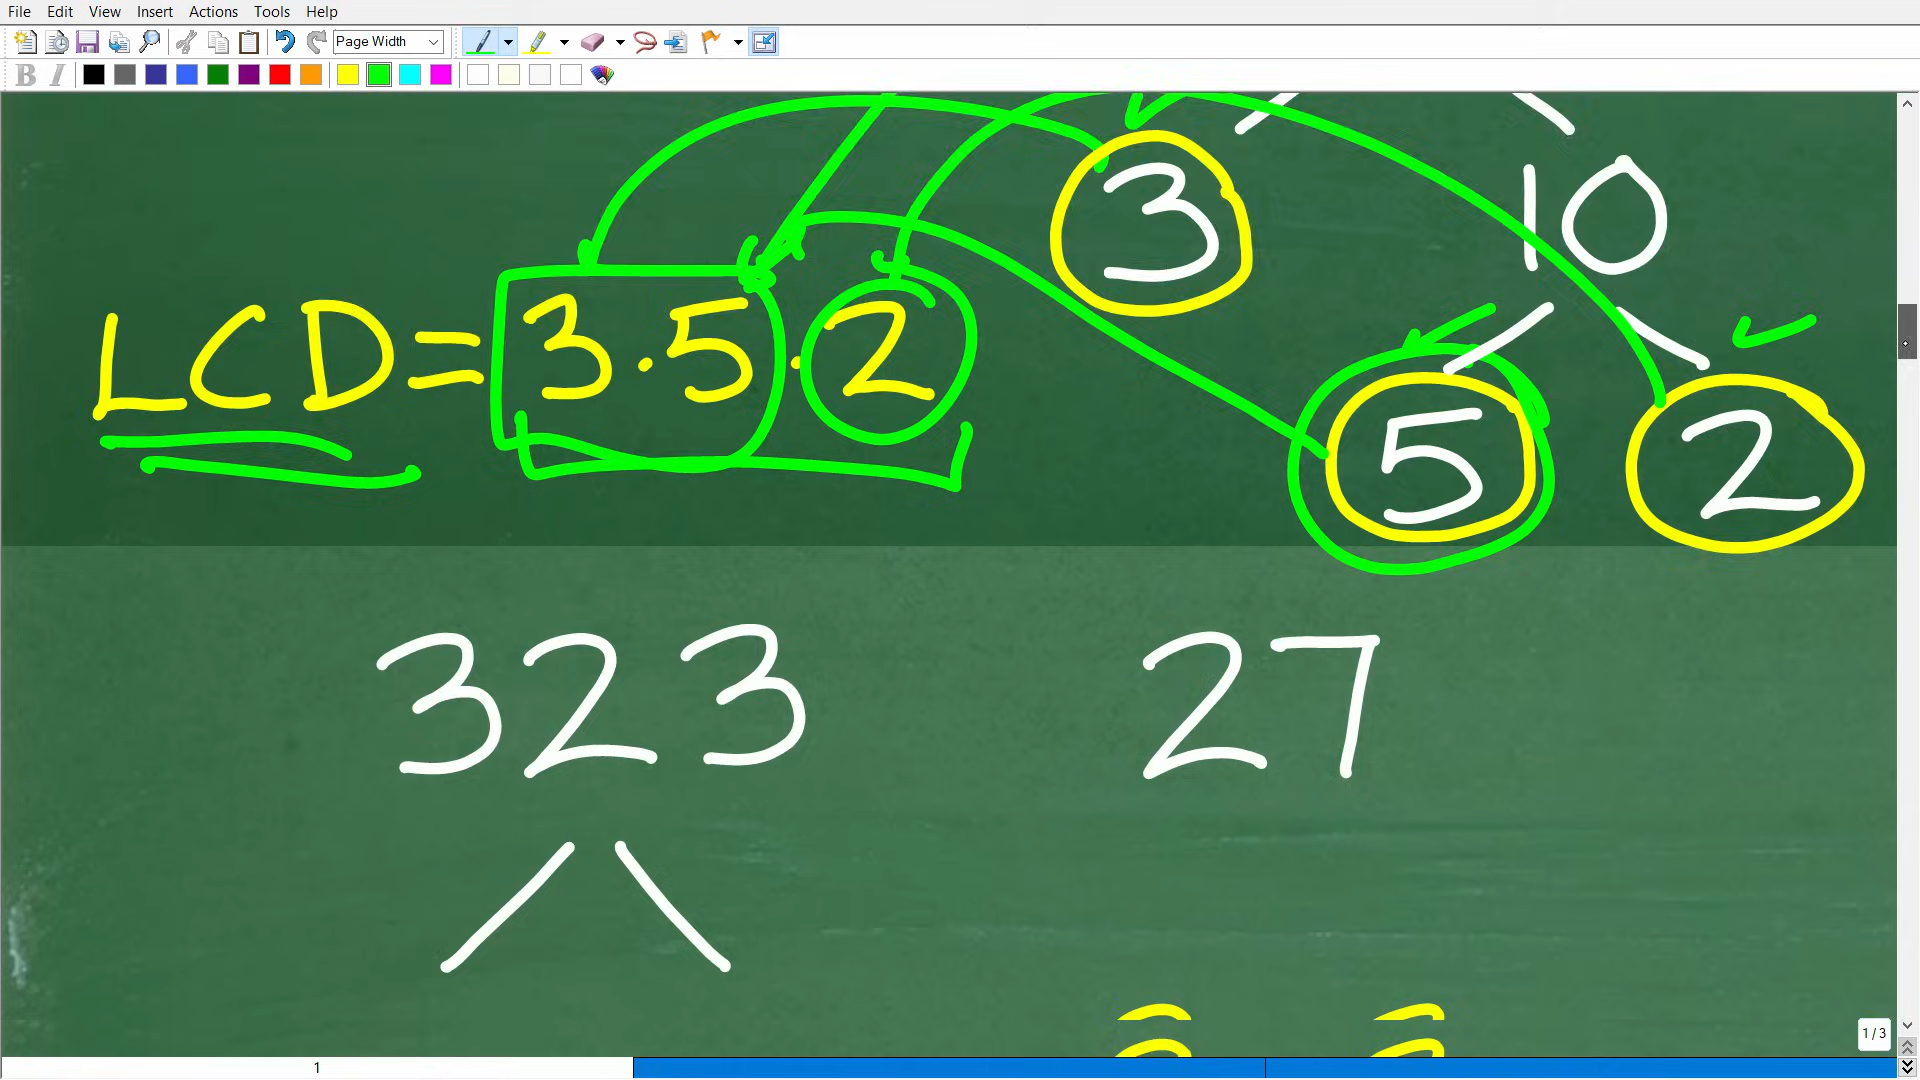 File Edit View Insert Actions Tools Help
Page Width
B I
3 10
LCD=3·5·2
5 2
323 27
1 / 3
1